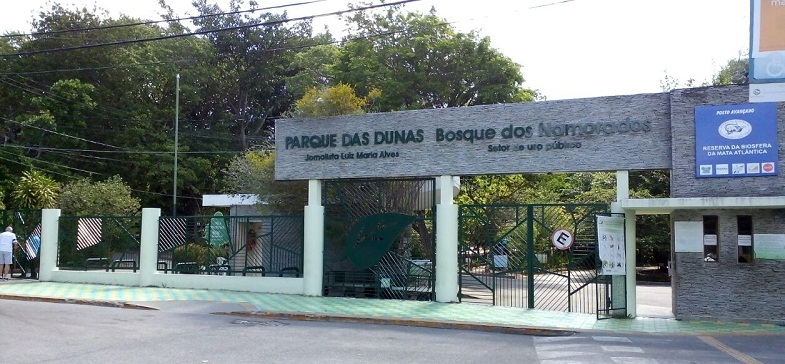 PARQUE DAS DUNAS Bosque dos Namorados
Jornalista Luiz Maria Alves
Setor de uso público
POSTO AVANÇADO
RESERVA DA BIOSFERA
DA MATA ATLÂNTICA
E